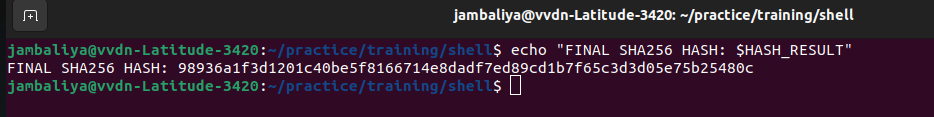 jambaliya@vvdn-Latitude-3420: ~/practice/training/shell
jambaliya@vvdn-Latitude-3420:~/practice/training/shell$ echo "FINAL SHA256 HASH: $HASH_RESULT"
FINAL SHA256 HASH: 98936a1f3d1201c40be5f8166714e8dadf7ed89cd1b7f65c3d3d05e75b25480c
jambaliya@vvdn-Latitude-3420:~/practice/training/shell$